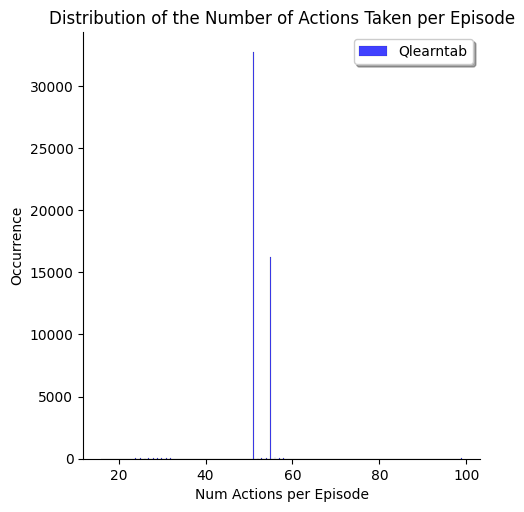 Distribution of the Number of Actions Taken per Episode
Qlearntab
30000
25000
20000
15000
10000
5000
0
Occurrence
20 40 60 80 100
Num Actions per Episode